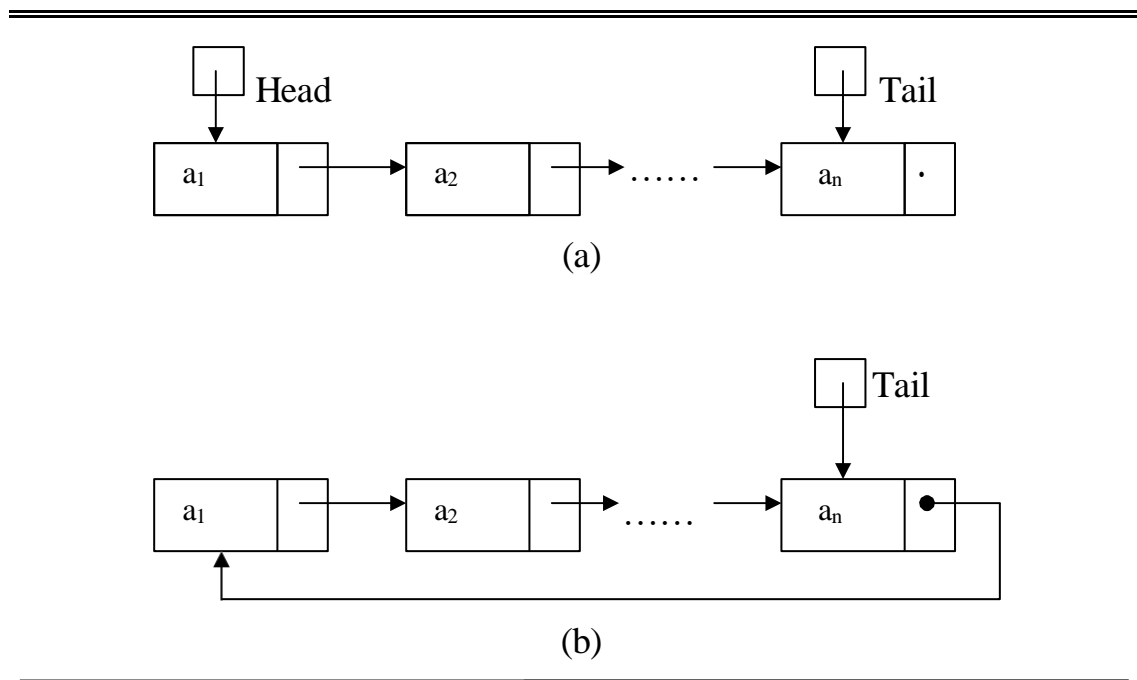 Head Tail
a₁ a₂ ...... aₙ .
(a)
Tail
a₁ a₂ ...... aₙ
(b)